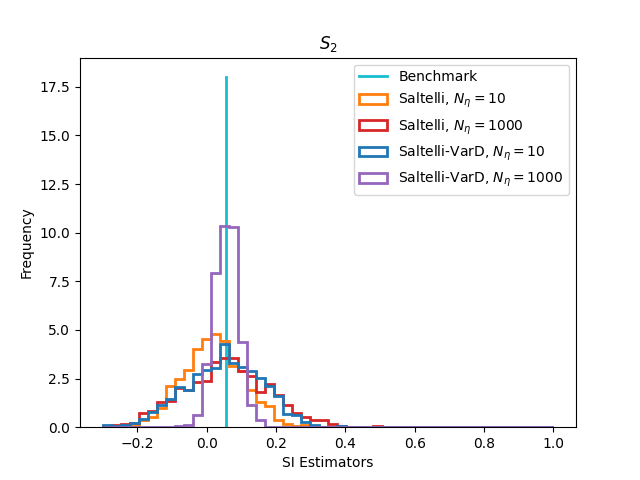 S₂
Benchmark
Saltelli, Nη = 10
Saltelli, Nη = 1000
Saltelli-VarD, Nη = 10
Saltelli-VarD, Nη = 1000
Frequency
17.5
15.0
12.5
10.0
7.5
5.0
2.5
0.0
−0.2 0.0 0.2 0.4 0.6 0.8 1.0
SI Estimators